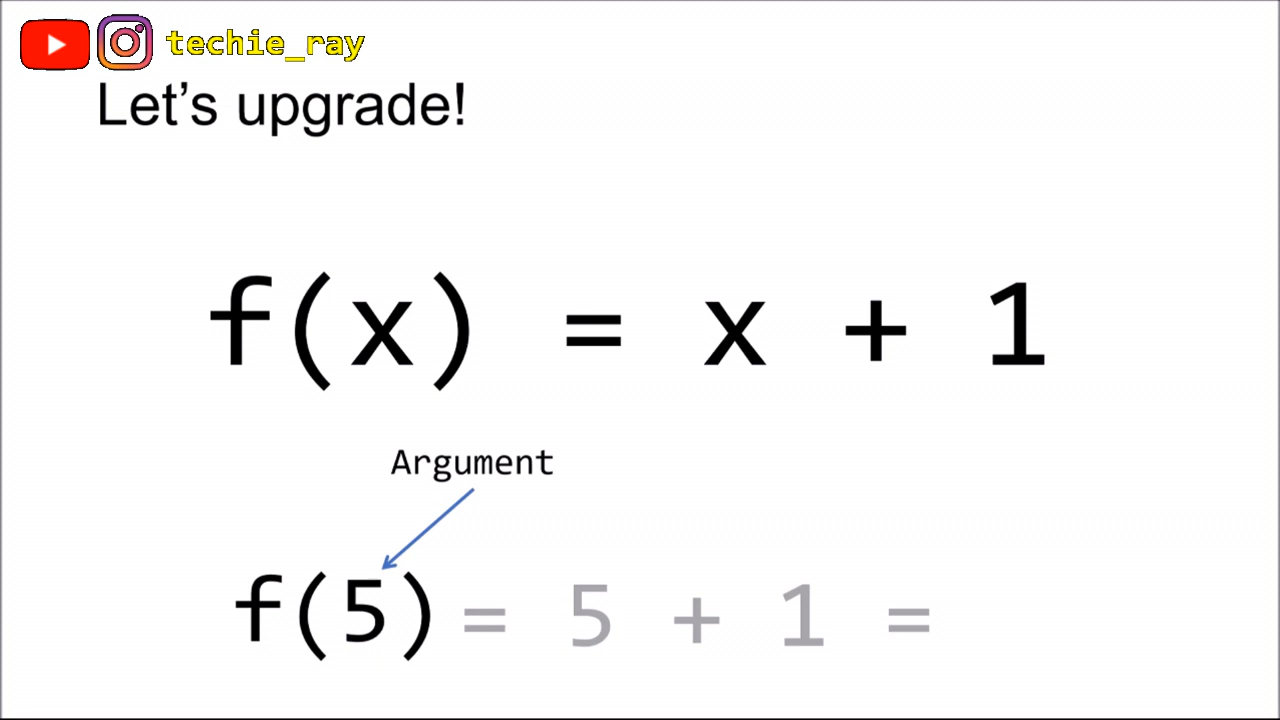 techie_ray
Let’s upgrade!
f(x) = x + 1
Argument
f(5) = 5 + 1 =